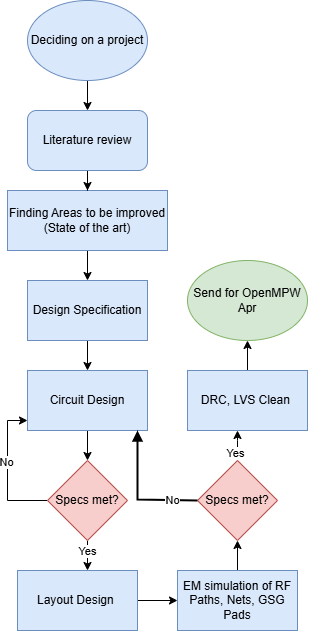 Deciding on a project
Literature review
Finding Areas to be improved
(State of the art)
Design Specification
Circuit Design
No
Specs met?
Yes
Layout Design
EM simulation of RF
Paths, Nets, GSG
Pads
Specs met?
No
Yes
DRC, LVS Clean
Send for OpenMPW
Apr